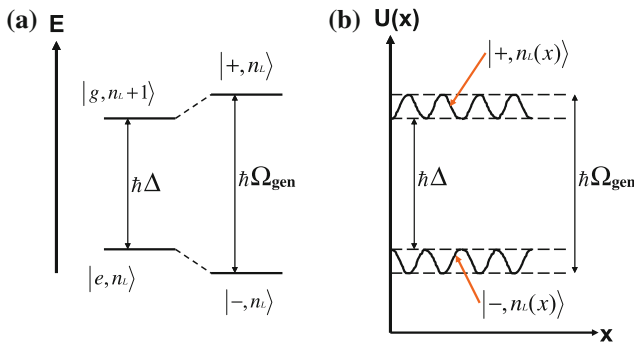 (a) E
|+,n_L⟩
|g,n_L+1⟩
ħΔ
ħΩ_gen
|e,n_L⟩
|−,n_L⟩
(b) U(x)
|+,n_L(x)⟩
ħΔ
ħΩ_gen
|−,n_L(x)⟩
x